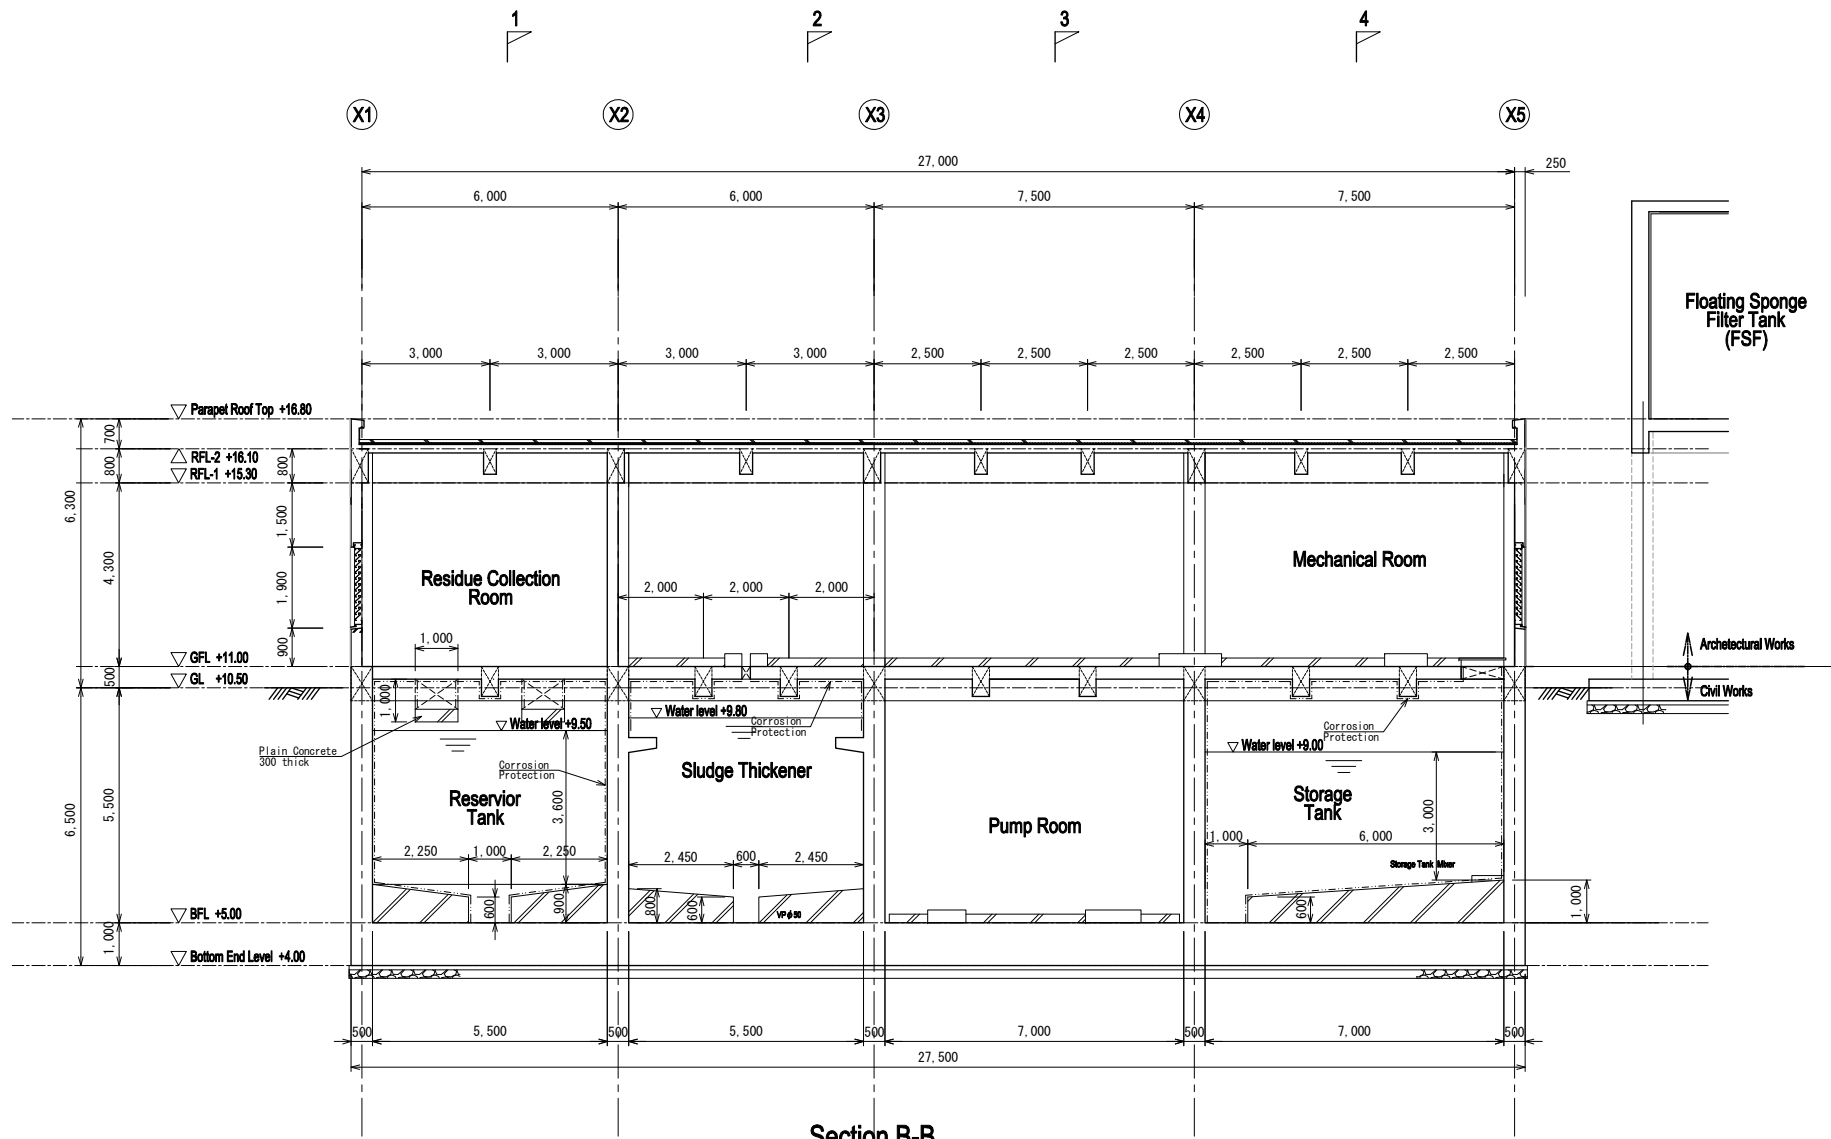 1
2
3
4
X1
X2
X3
X4
X5
27,000
250
6,000
6,000
7,500
7,500
Floating Sponge
Filter Tank
(FSF)
3,000
3,000
3,000
3,000
2,500
2,500
2,500
2,500
2,500
2,500
Parapet Roof Top +16.80
700
RFL-2 +16.10
800
800
RFL-1 +15.30
6,300
1,500
4,300
1,900
900
Residue Collection
Room
2,000
2,000
2,000
Mechanical Room
1,000
GFL +11.00
500
GL +10.50
Archetectural Works
Civil Works
1,000
Water level +9.50
Water level +9.80
Corrosion
Protection
Corrosion
Protection
Water level +9.00
Plain Concrete
300 thick
Corrosion
Protection
Sludge Thickener
Reservior
Tank
3,600
Storage
Tank
3,000
Pump Room
6,500
5,500
2,250
1,000
2,250
2,450
600
2,450
1,000
6,000
Storage Tank Mixer
600
900
800
600
VPφ50
600
1,000
BFL +5.00
1,000
Bottom End Level +4.00
500
5,500
500
5,500
500
7,000
500
7,000
500
27,500
Section B-B